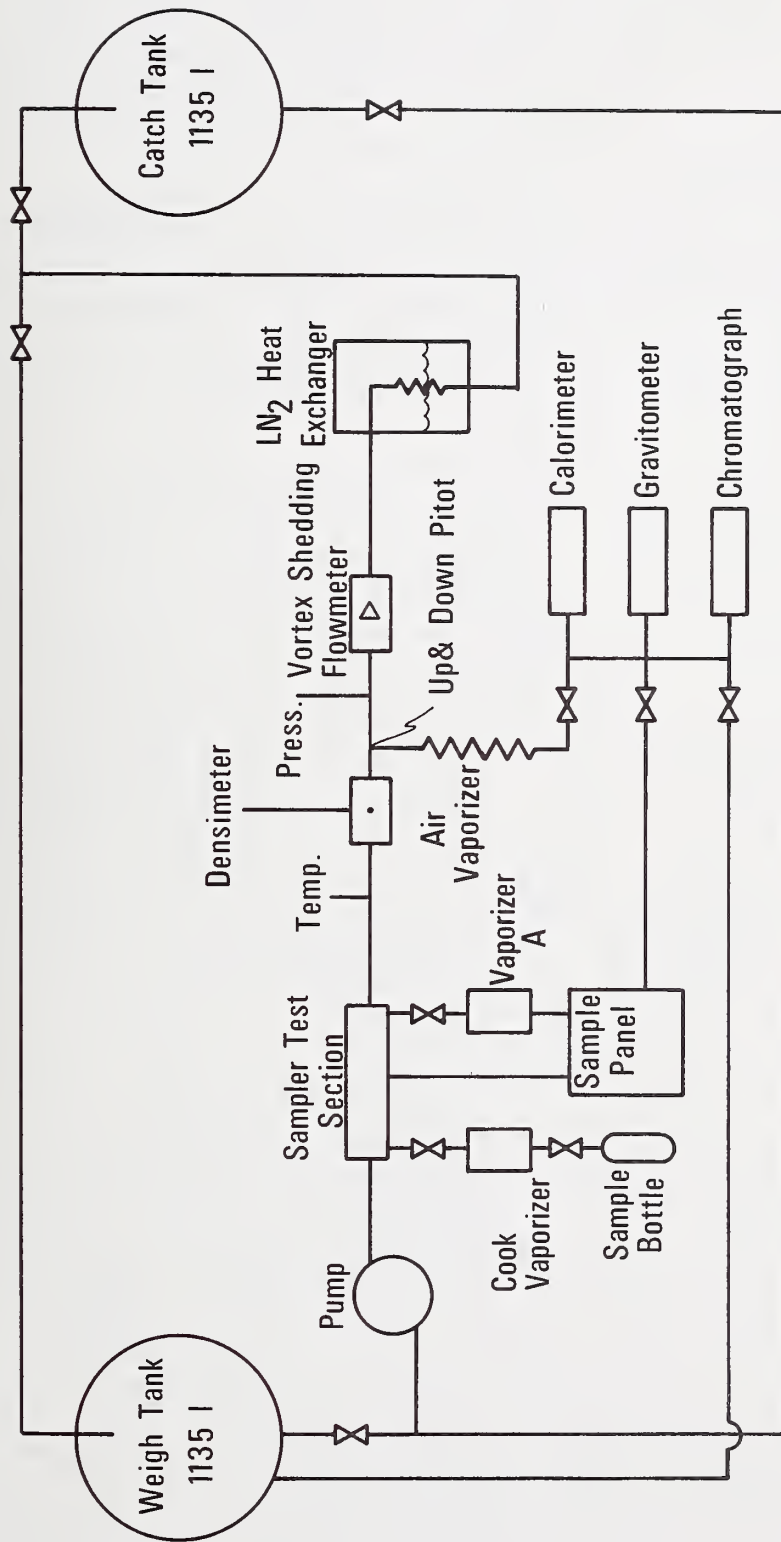 Weigh Tank
1135 l
Catch Tank
1135 l
Pump
Sampler Test
Section
Temp.
Densimeter
Press.
Vortex Shedding
Flowmeter
LN2 Heat
Exchanger
Up& Down Pitot
Air
Vaporizer
Cook
Vaporizer
Sample
Bottle
Vaporizer
A
Sample
Panel
Calorimeter
Gravitometer
Chromatograph